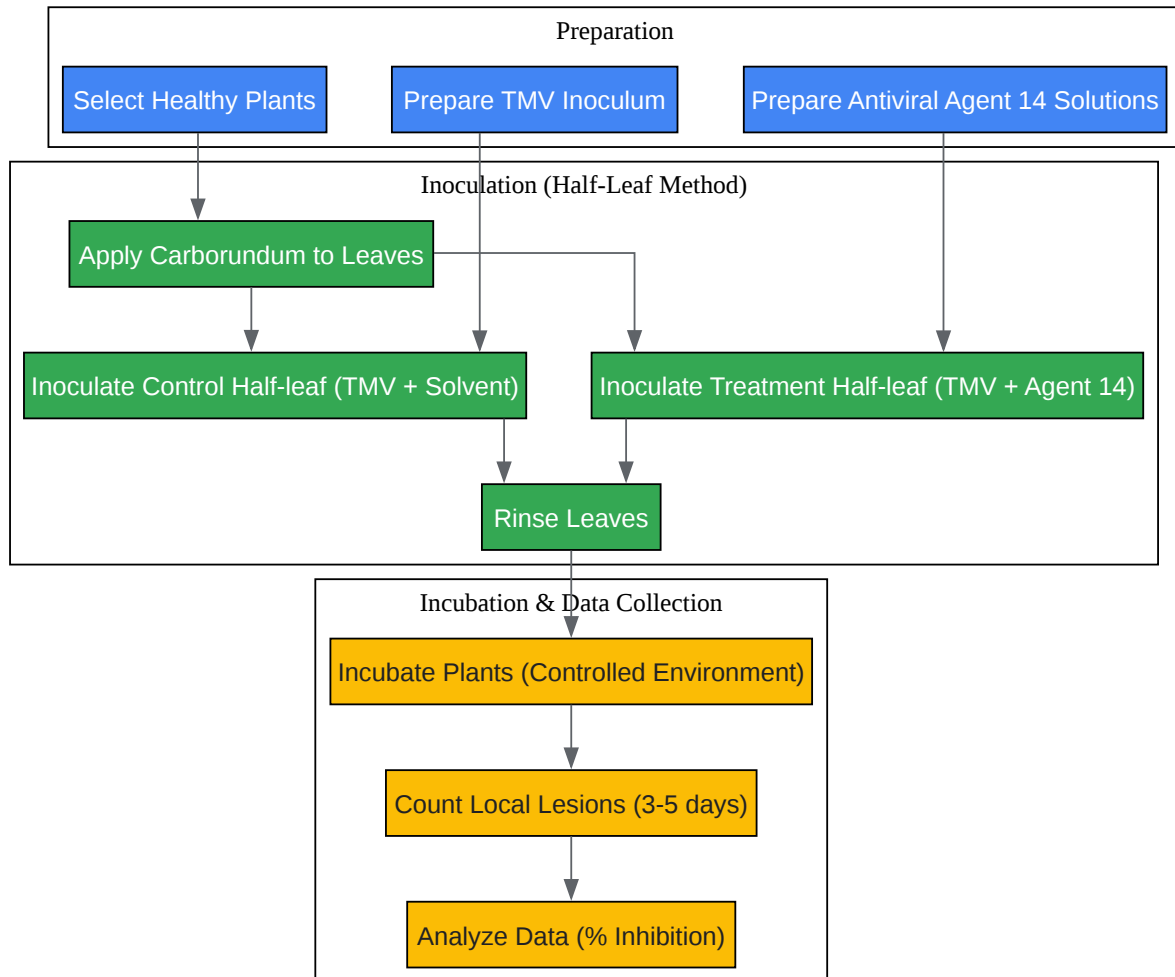 Preparation
Select Healthy Plants
Prepare TMV Inoculum
Prepare Antiviral Agent 14 Solutions
Inoculation (Half-Leaf Method)
Apply Carborundum to Leaves
Inoculate Control Half-leaf (TMV + Solvent)
Inoculate Treatment Half-leaf (TMV + Agent 14)
Rinse Leaves
Incubation & Data Collection
Incubate Plants (Controlled Environment)
Count Local Lesions (3-5 days)
Analyze Data (% Inhibition)